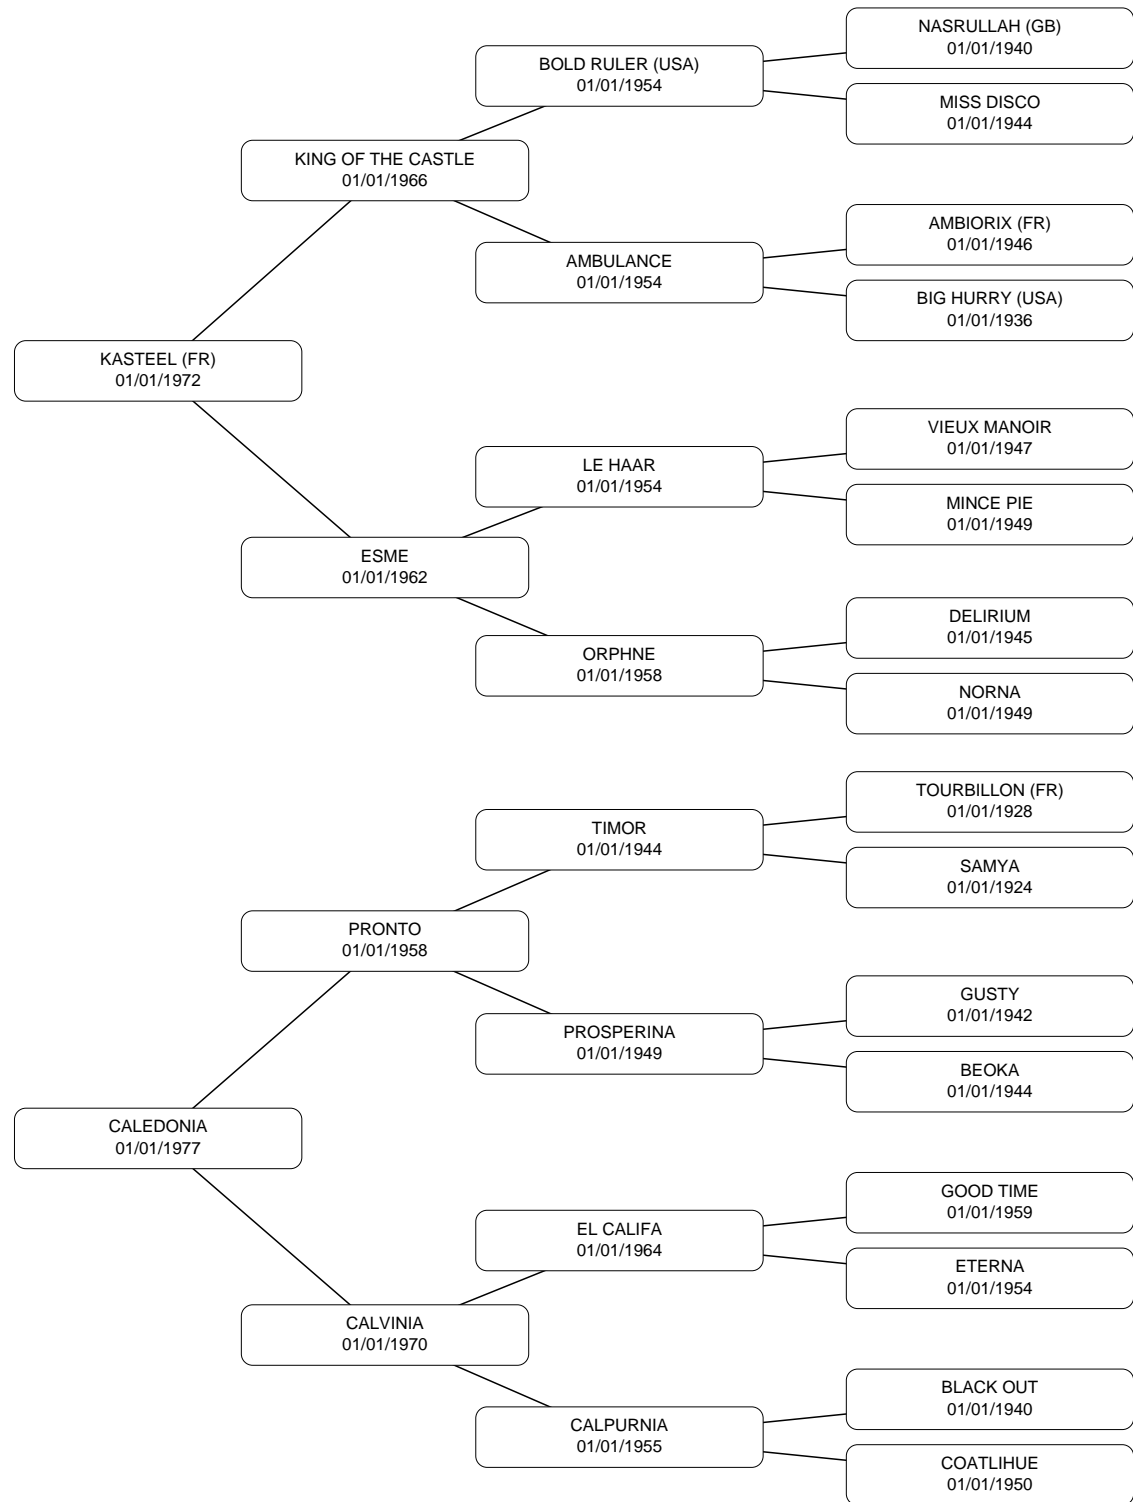 NASRULLAH (GB)
01/01/1940
BOLD RULER (USA)
01/01/1954
MISS DISCO
01/01/1944
KING OF THE CASTLE
01/01/1966
AMBIORIX (FR)
01/01/1946
AMBULANCE
01/01/1954
BIG HURRY (USA)
01/01/1936
KASTEEL (FR)
01/01/1972
VIEUX MANOIR
01/01/1947
LE HAAR
01/01/1954
MINCE PIE
01/01/1949
ESME
01/01/1962
DELIRIUM
01/01/1945
ORPHNE
01/01/1958
NORNA
01/01/1949
TOURBILLON (FR)
01/01/1928
TIMOR
01/01/1944
SAMYA
01/01/1924
PRONTO
01/01/1958
GUSTY
01/01/1942
PROSPERINA
01/01/1949
BEOKA
01/01/1944
CALEDONIA
01/01/1977
GOOD TIME
01/01/1959
EL CALIFA
01/01/1964
ETERNA
01/01/1954
CALVINIA
01/01/1970
BLACK OUT
01/01/1940
CALPURNIA
01/01/1955
COATLIHUE
01/01/1950